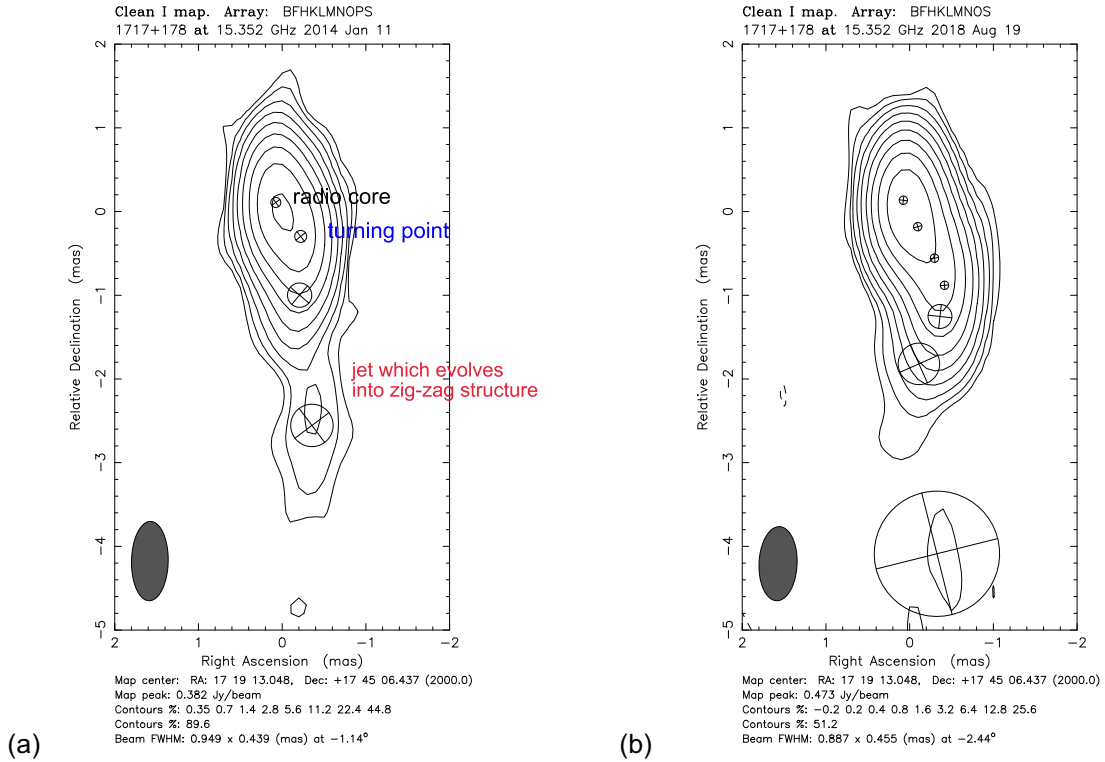 Clean I map. Array: BFHKLMNOPS
1717+178 at 15.352 GHz 2014 Jan 11
2
1
0
−1
−2
−3
−4
−5
Relative Declination (mas)
radio core
turning point
jet which evolves
into zig-zag structure
2 1 0 −1 −2
Right Ascension (mas)
Map center: RA: 17 19 13.048, Dec: +17 45 06.437 (2000.0)
Map peak: 0.382 Jy/beam
Contours %: 0.35 0.7 1.4 2.8 5.6 11.2 22.4 44.8
Contours %: 89.6
Beam FWHM: 0.949 x 0.439 (mas) at −1.14°
(a)
Clean I map. Array: BFHKLMNOS
1717+178 at 15.352 GHz 2018 Aug 19
2
1
0
−1
−2
−3
−4
−5
Relative Declination (mas)
2 1 0 −1 −2
Right Ascension (mas)
Map center: RA: 17 19 13.048, Dec: +17 45 06.437 (2000.0)
Map peak: 0.473 Jy/beam
Contours %: −0.2 0.2 0.4 0.8 1.6 3.2 6.4 12.8 25.6
Contours %: 51.2
Beam FWHM: 0.887 x 0.455 (mas) at −2.44°
(b)